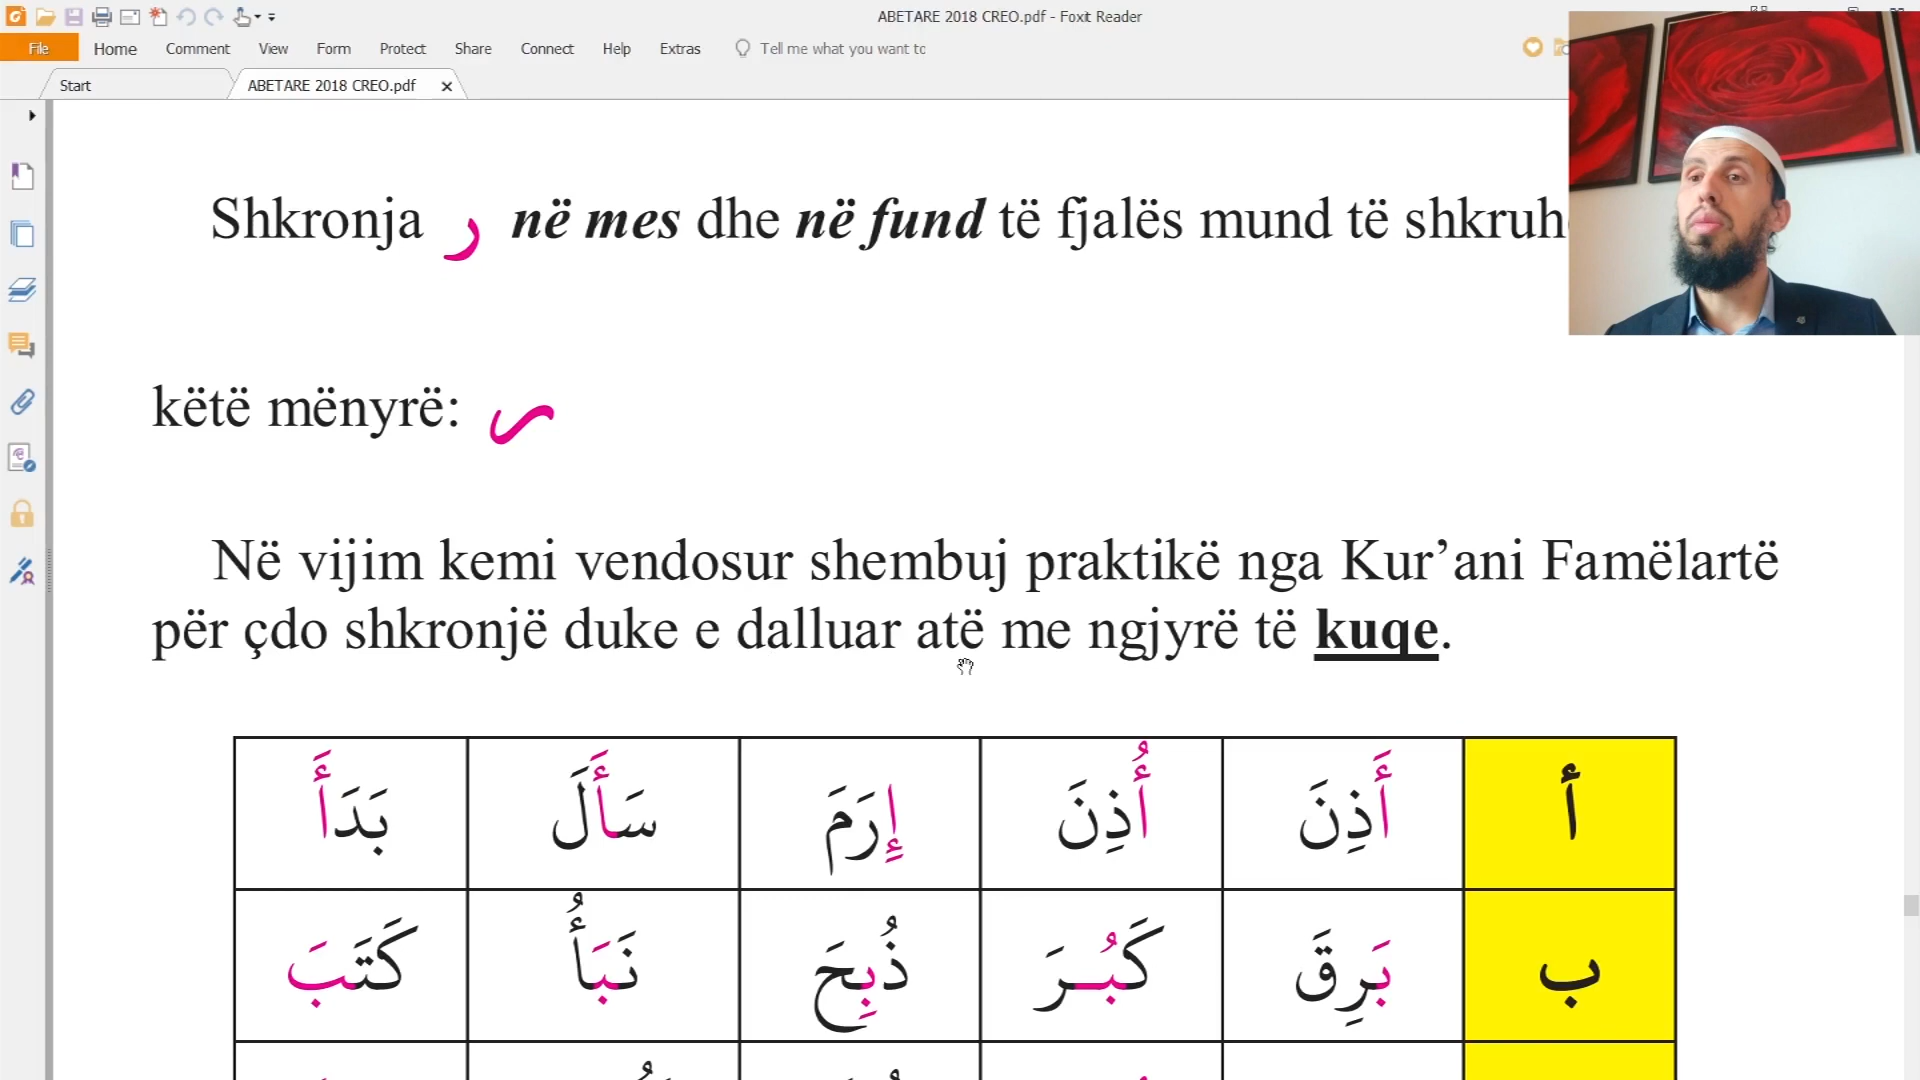 ABETARE 2018 CREO.pdf - Foxit Reader
File Home Comment View Form Protect Share Connect Help Extras Tell me what you want to
Start ABETARE 2018 CREO.pdf
Shkronja ر në mes dhe në fund të fjalës mund të
këtë mënyrë:
Në vijim kemi vendosur shembuj praktikë nga Kur’ani Famëlartë
për çdo shkronjë duke e dalluar atë me ngjyrë të kuqe.
أ أَذِنَ أُذِنَ إِرَمَ سَأَلَ بَدَأَ
ب بَرِقَ كَبُـرَ ذُبِحَ نَبَأُ كَتَبَ